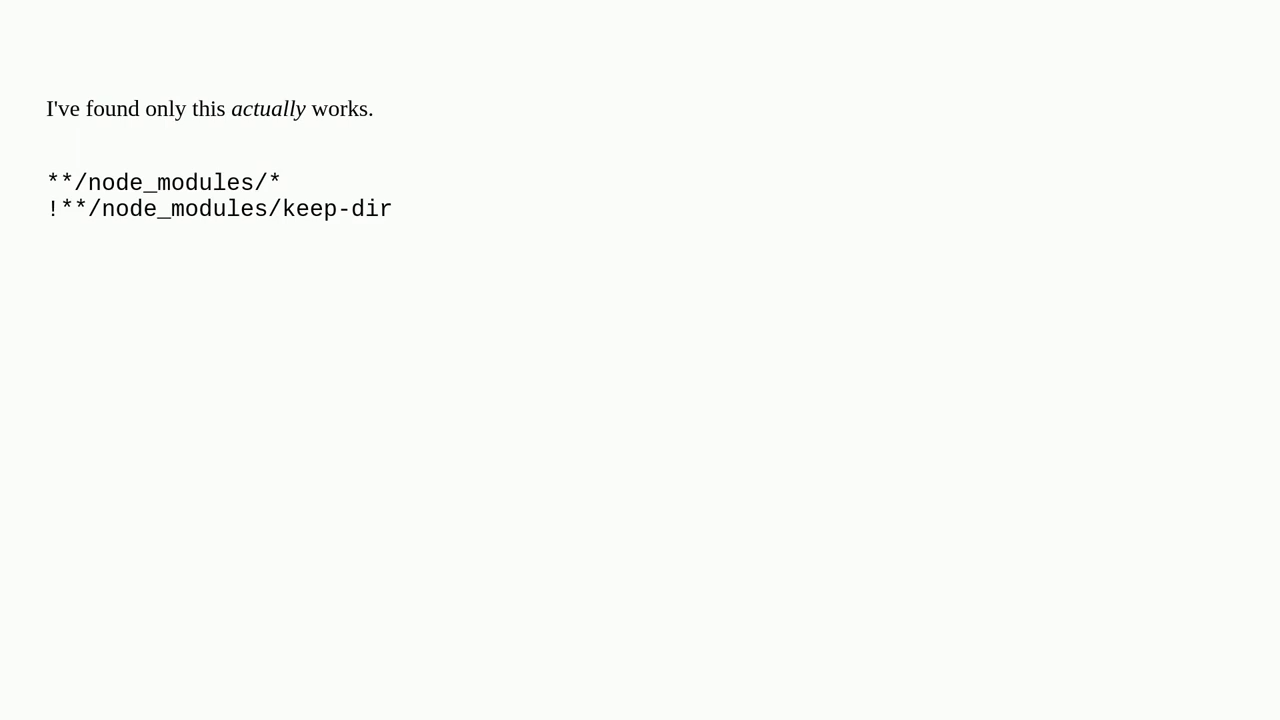 I've found only this actually works.
**/node_modules/*
!**/node_modules/keep-dir